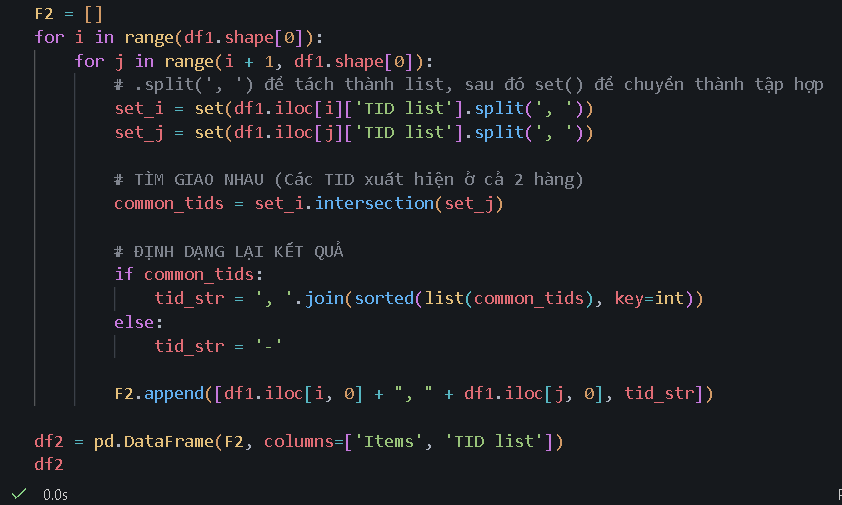 F2 = []
for i in range(df1.shape[0]):
    for j in range(i + 1, df1.shape[0]):
        # .split(', ') để tách thành list, sau đó set() để chuyển thành tập hợp
        set_i = set(df1.iloc[i]['TID list'].split(', '))
        set_j = set(df1.iloc[j]['TID list'].split(', '))

        # TÌM GIAO NHAU (Các TID xuất hiện ở cả 2 hàng)
        common_tids = set_i.intersection(set_j)

        # ĐỊNH DẠNG LẠI KẾT QUẢ
        if common_tids:
            tid_str = ', '.join(sorted(list(common_tids), key=int))
        else:
            tid_str = '-'

        F2.append([df1.iloc[i, 0] + ", " + df1.iloc[j, 0], tid_str])

df2 = pd.DataFrame(F2, columns=['Items', 'TID list'])
df2
0.0s